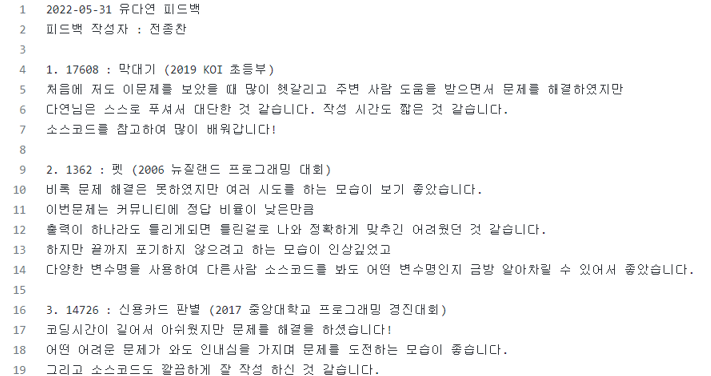 1 2022-05-31 유다연 피드백
2 피드백 작성자 : 전종찬
3
4 1. 17608 : 막대기 (2019 KOI 초등부)
5 처음에 저도 이문제를 보았을 때 많이 헷갈리고 주변 사람 도움을 받으면서 문제를 해결하였지만
6 다연님은 스스로 푸셔서 대단한 것 같습니다. 작성 시간도 짧은 것 같습니다.
7 소스코드를 참고하여 많이 배워갑니다!
8
9 2. 1362 : 펫 (2006 뉴질랜드 프로그래밍 대회)
10 비록 문제 해결은 못하였지만 여러 시도를 하는 모습이 보기 좋았습니다.
11 이번문제는 커뮤니티에 정답 비율이 낮은만큼
12 출력이 하나라도 틀리게되면 틀린걸로 나와 정확하게 맞추긴 어려웠던 것 같습니다.
13 하지만 끝까지 포기하지 않으려고 하는 모습이 인상깊었고
14 다양한 변수명을 사용하여 다른사람 소스코드를 봐도 어떤 변수명인지 금방 알아차릴 수 있어서 좋았습니다.
15
16 3. 14726 : 신용카드 판별 (2017 중앙대학교 프로그래밍 경진대회)
17 코딩시간이 길어서 아쉬웠지만 문제를 해결을 하셨습니다!
18 어떤 어려운 문제가 와도 인내심을 가지며 문제를 도전하는 모습이 좋습니다.
19 그리고 소스코드도 깔끔하게 잘 작성 하신 것 같습니다.